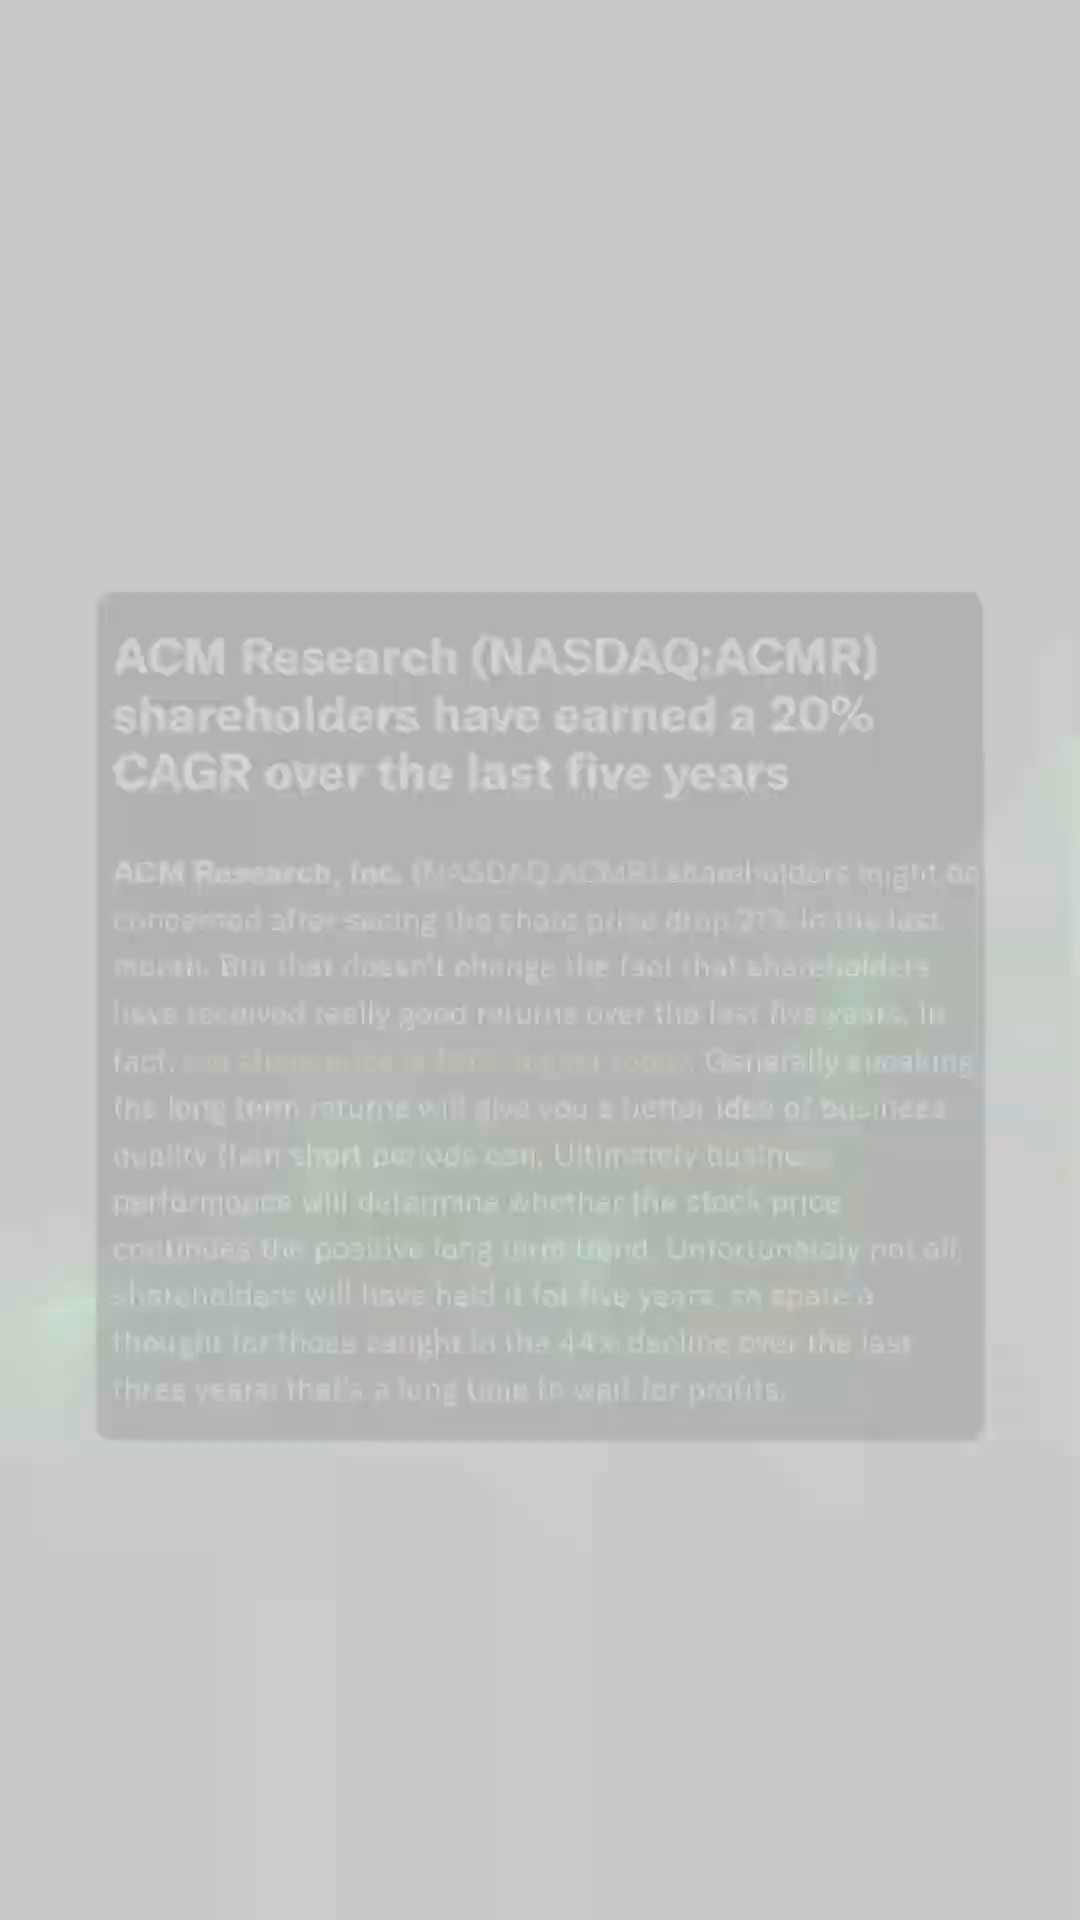 ACM Research (NASDAQ:ACMR)
shareholders have earned a 20%
CAGR over the last five years
ACM Research, Inc. (NASDAQ:ACMR) shareholders might be
concerned after seeing the share price drop 21% in the last
month. But that doesn't change the fact that shareholders
have received really good returns over the last five years. In
fact, Generally speaking
the long term returns will give you a better idea of business
quality than short periods can. Ultimately business
performance will determine whether the stock price
continues the positive long term trend. Unfortunately not all
shareholders will have held it for five years, so spare a
thought for those caught in the 44% decline over the last
three years: that's a long time to wait for profits.